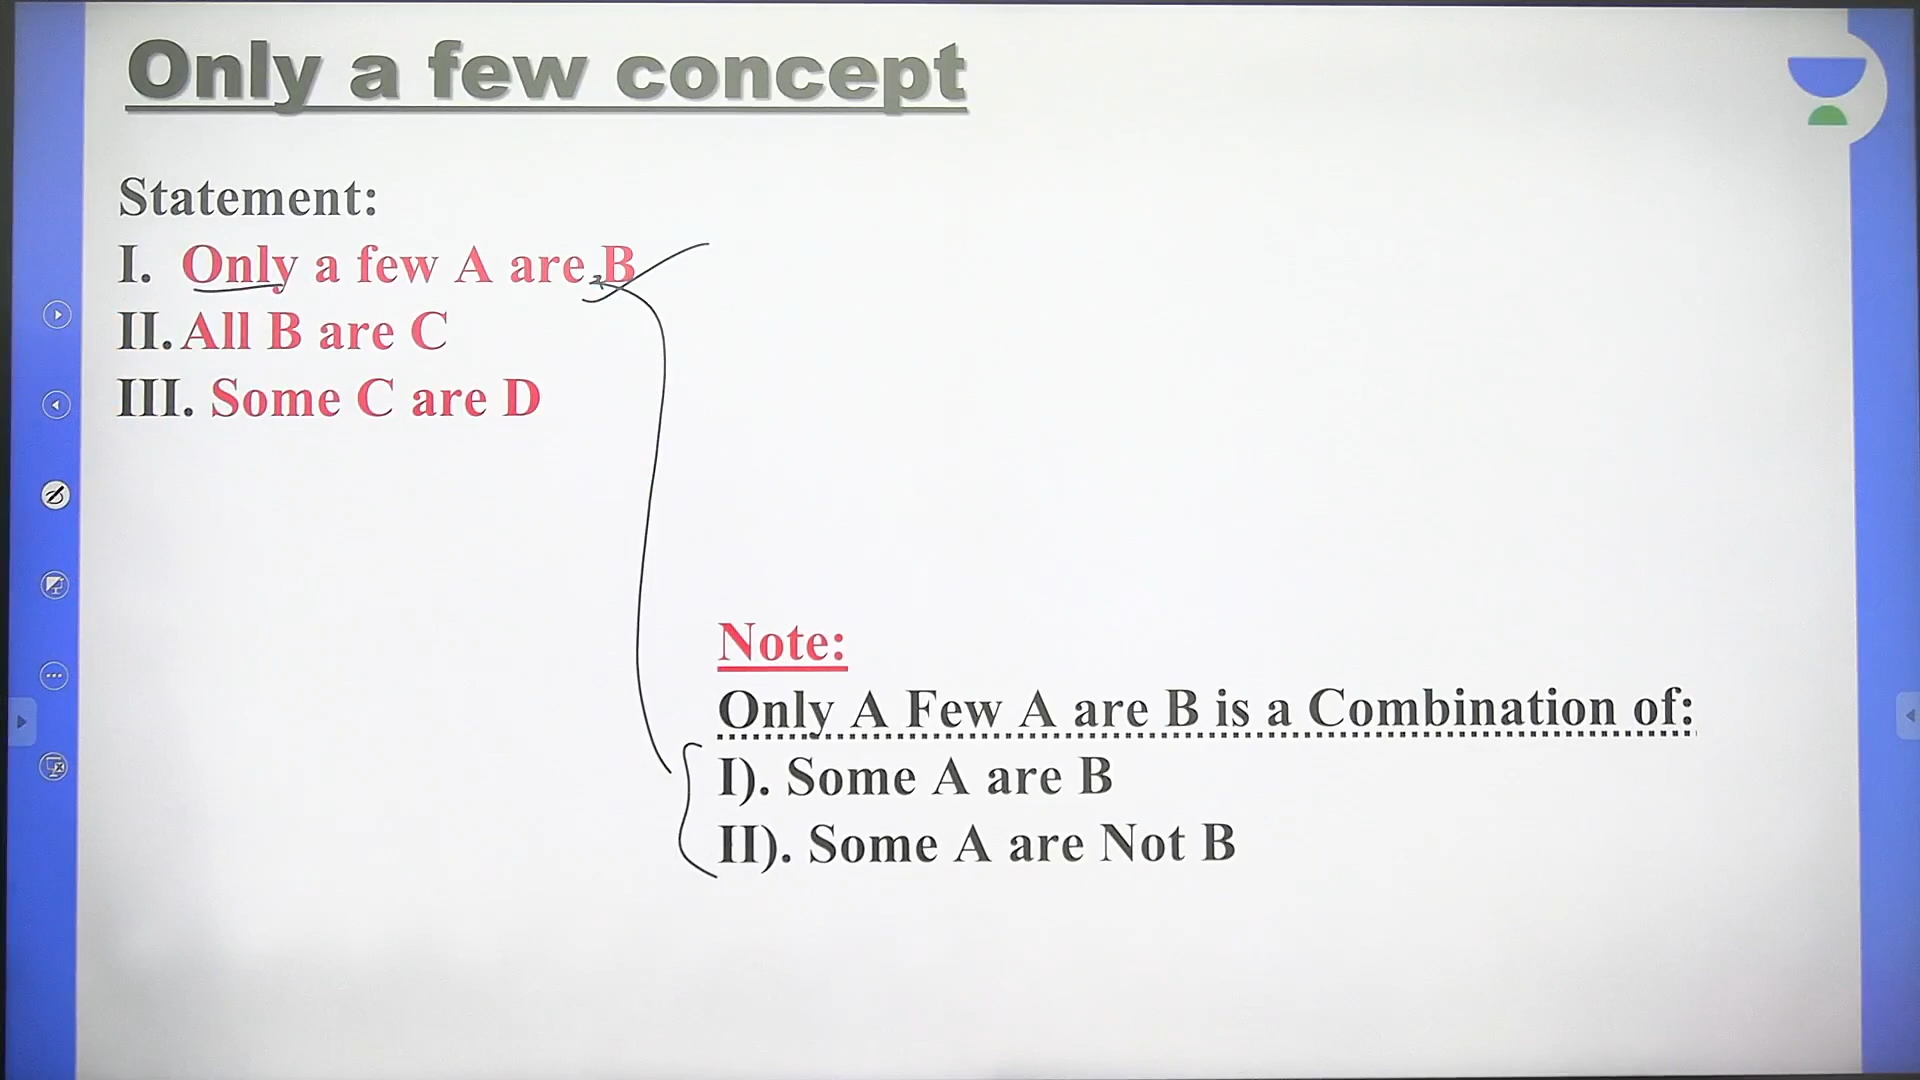 Only a few concept
Statement:
I. Only a few A are B
II. All B are C
III. Some C are D
Note:
Only A Few A are B is a Combination of:
I). Some A are B
II). Some A are Not B